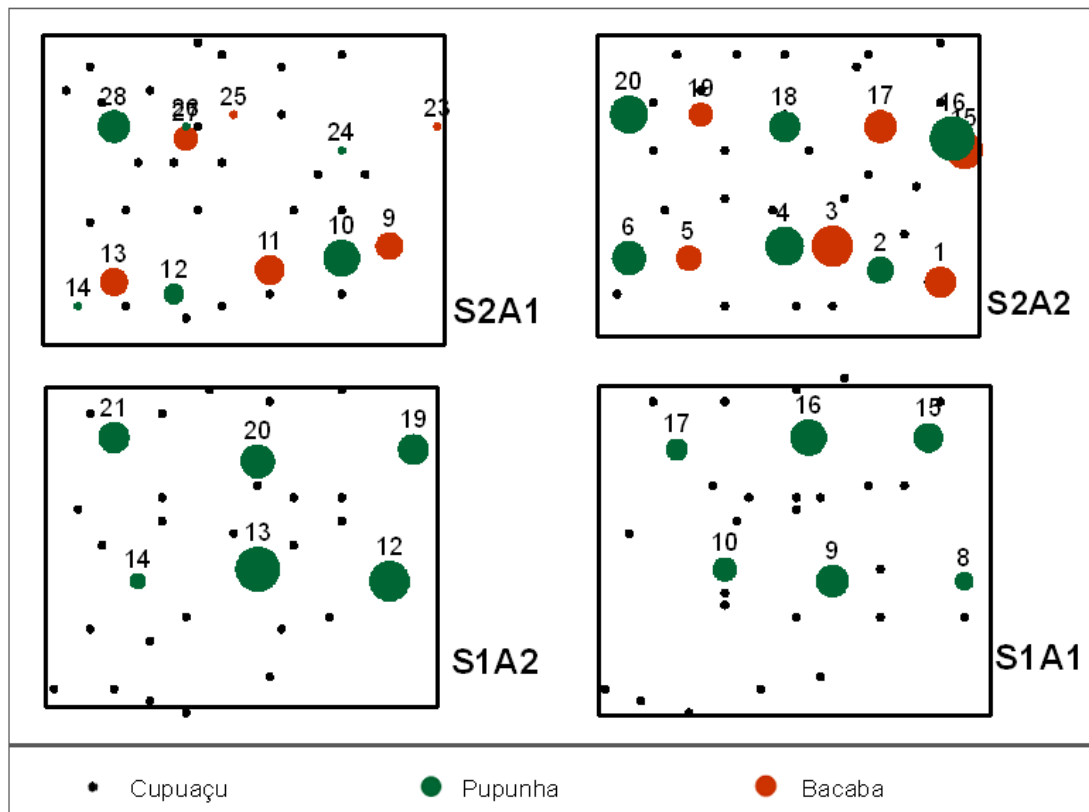 28 26 27 25 23
24
13 14 12 11 10 9
S2A1
20 19 18 17 16 15
6 5 4 3 2 1
S2A2
21 20 19
14 13 12
S1A2
17 16 15
10 9 8
S1A1
Cupuaçu Pupunha Bacaba